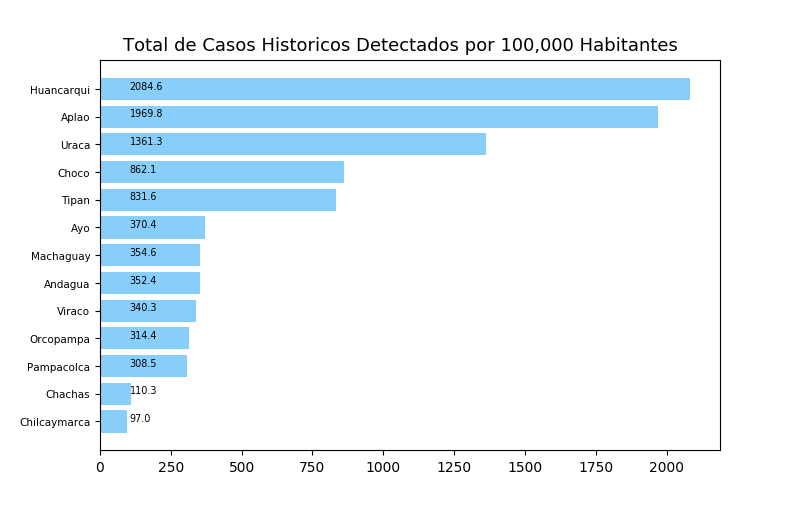 Total de Casos Historicos Detectados por 100,000 Habitantes
Huancarqui 2084.6
Aplao 1969.8
Uraca 1361.3
Choco 862.1
Tipan 831.6
Ayo 370.4
Machaguay 354.6
Andagua 352.4
Viraco 340.3
Orcopampa 314.4
Pampacolca 308.5
Chachas 110.3
Chilcaymarca 97.0
0 250 500 750 1000 1250 1500 1750 2000